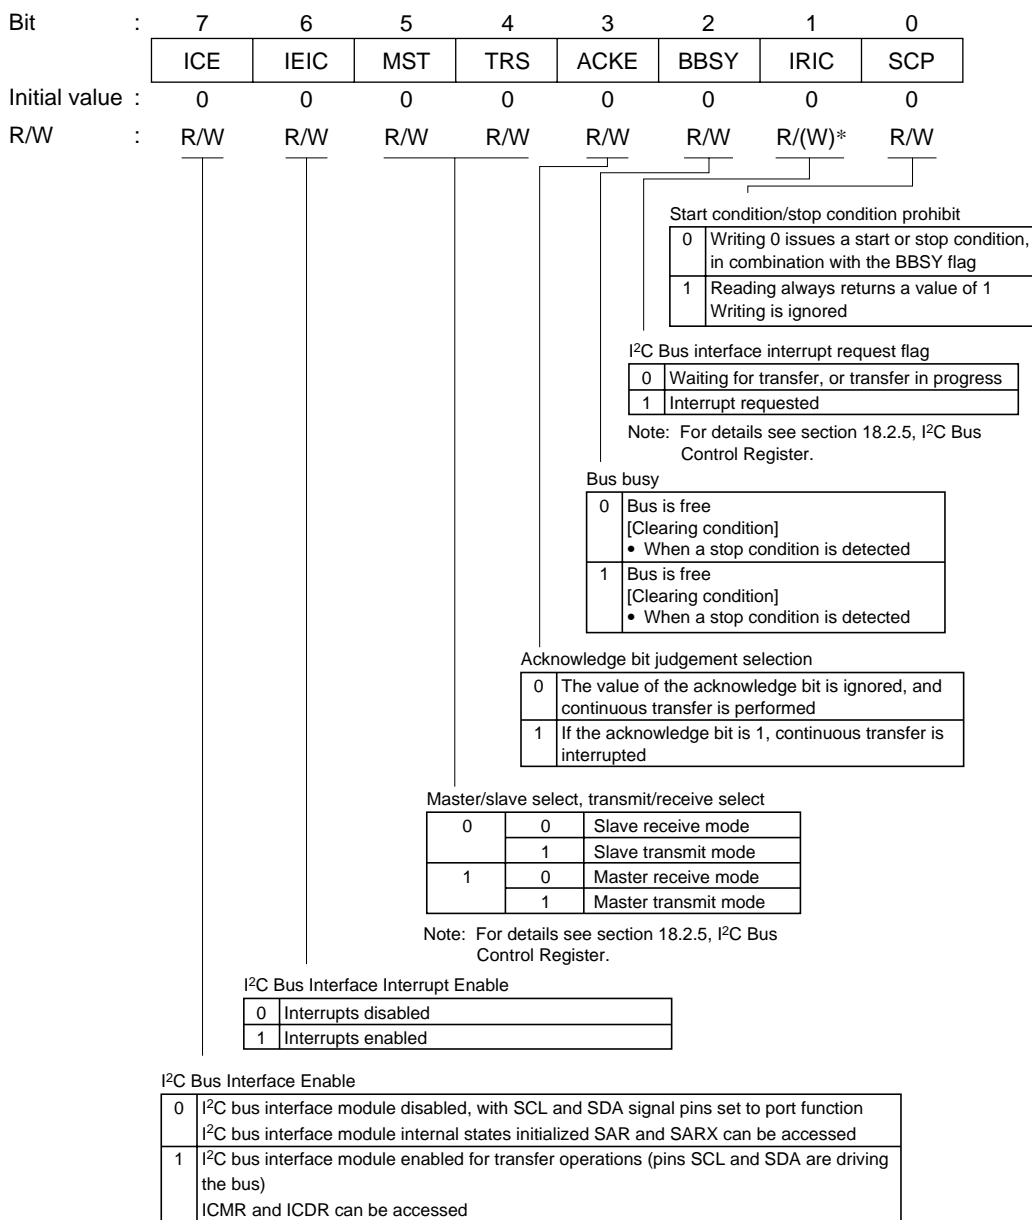 Bit : 7 6 5 4 3 2 1 0
ICE IEIC MST TRS ACKE BBSY IRIC SCP
Initial value : 0 0 0 0 0 0 0 0
R/W : R/W R/W R/W R/W R/W R/W R/(W)* R/W
Start condition/stop condition prohibit
0 Writing 0 issues a start or stop condition,
in combination with the BBSY flag
1 Reading always returns a value of 1
Writing is ignored
I²C Bus interface interrupt request flag
0 Waiting for transfer, or transfer in progress
1 Interrupt requested
Note: For details see section 18.2.5, I²C Bus
Control Register.
Bus busy
0 Bus is free
[Clearing condition]
• When a stop condition is detected
1 Bus is free
[Clearing condition]
• When a stop condition is detected
Acknowledge bit judgement selection
0 The value of the acknowledge bit is ignored, and
continuous transfer is performed
1 If the acknowledge bit is 1, continuous transfer is
interrupted
Master/slave select, transmit/receive select
0 0 Slave receive mode
1 Slave transmit mode
1 0 Master receive mode
1 Master transmit mode
Note: For details see section 18.2.5, I²C Bus
Control Register.
I²C Bus Interface Interrupt Enable
0 Interrupts disabled
1 Interrupts enabled
I²C Bus Interface Enable
0 I²C bus interface module disabled, with SCL and SDA signal pins set to port function
I²C bus interface module internal states initialized SAR and SARX can be accessed
1 I²C bus interface module enabled for transfer operations (pins SCL and SDA are driving
the bus)
ICMR and ICDR can be accessed